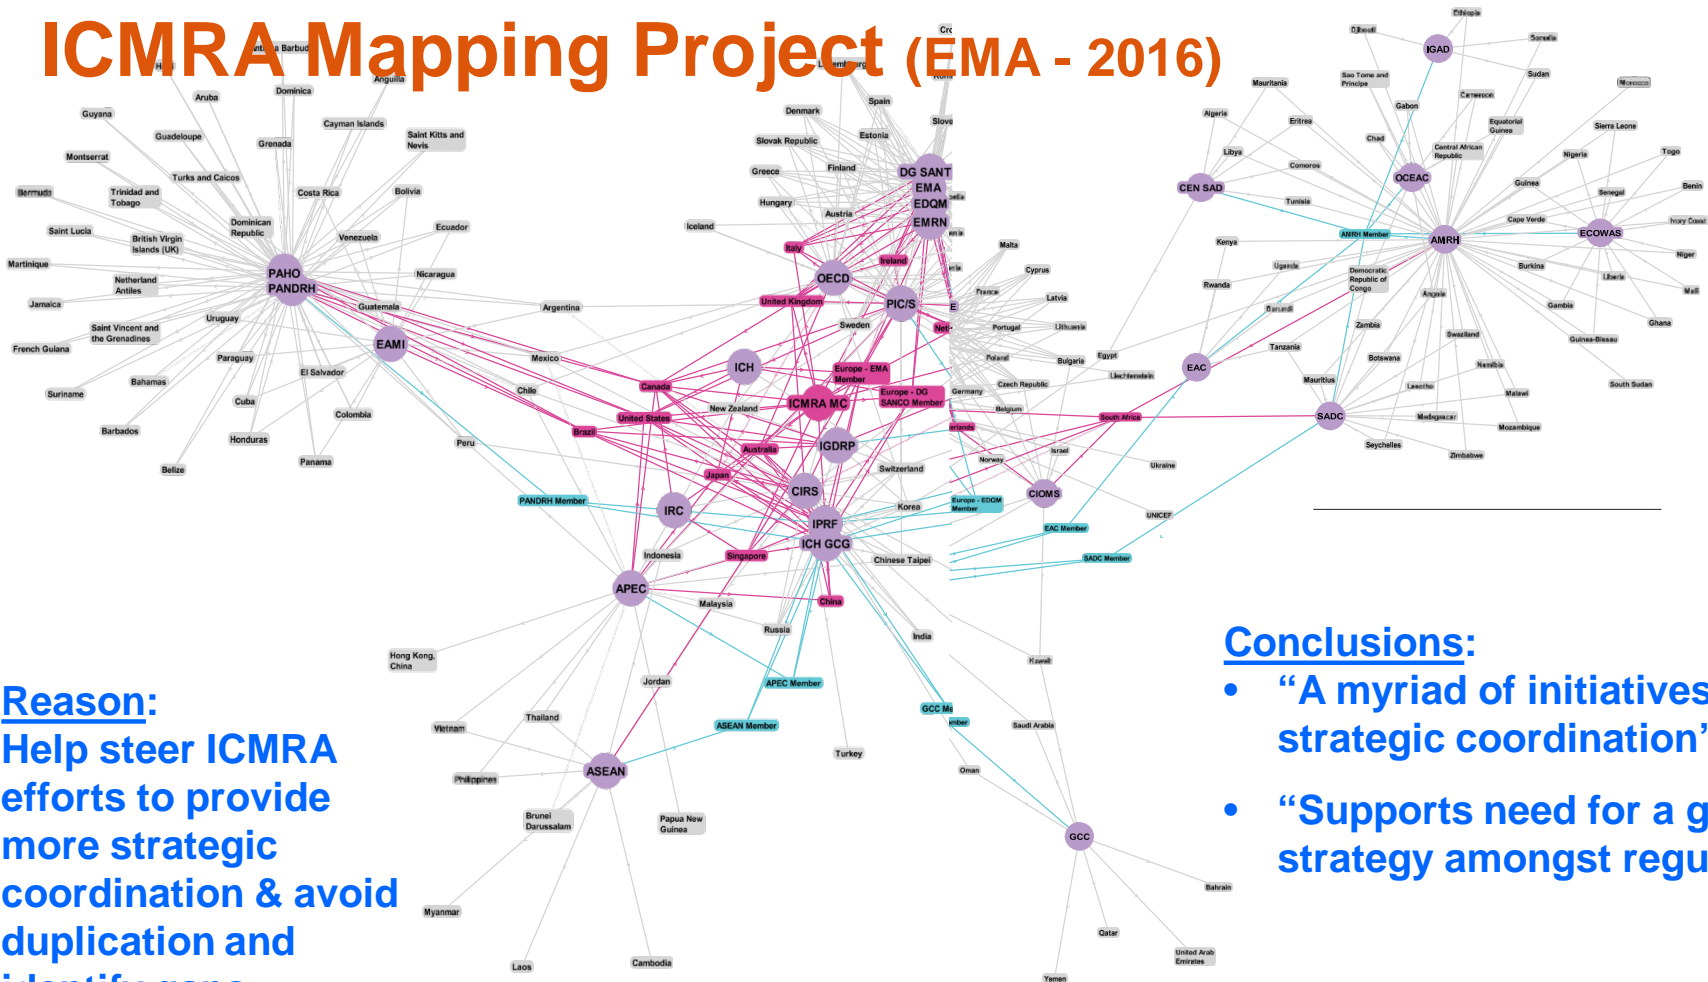 ICMRA Mapping Project (EMA - 2016)
Anguilla
Aruba
Dominica
Guyana
Cayman Islands
Guadeloupe
Grenada
Saint Kitts and
Nevis
Montserrat
Turks and Caicos
Bermuda
Trinidad and
Tobago
Costa Rica
Bolivia
Dominican
Republic
Saint Lucia
British Virgin
Islands (UK)
Venezuela
Ecuador
Martinique
PAHO
PANDRH
Nicaragua
Netherland
Antiles
Jamaica
Guatemala
Argentina
Uruguay
Saint Vincent and
the Grenadines
French Guiana
EAMI
Paraguay
Mexico
El Salvador
Bahamas
Chile
Suriname
Cuba
Colombia
Barbados
Honduras
Peru
Panama
Belize
PANDRH Member
Spain
Denmark
Slovak Republic
Estonia
Greece
Finland
DG SANT
EMA
EDQM
EMRN
Hungary
Austria
Iceland
Italy
Ireland
OECD
United Kingdom
PIC/S
Sweden
ICH
Europe - EMA
Member
Canada
Europe - DG
SANCO Member
ICMRA MC
New Zealand
United States
Brazil
Australia
IGDRP
Japan
Switzerland
CIRS
Korea
IRC
IPRF
ICH GCG
Indonesia
Singapore
Chinese Taipei
APEC
Malaysia
China
Russia
India
Hong Kong,
China
Jordan
APEC Member
ASEAN Member
Thailand
Vietnam
Turkey
ASEAN
Philippines
Brunei
Darussalam
Papua New
Guinea
Myanmar
Laos
Cambodia
Malta
Cyprus
France
Latvia
Portugal
Lithuania
Poland
Bulgaria
Egypt
Czech Republic
Liechtenstein
Germany
Belgium
South Africa
Norway
Israel
Ukraine
CIOMS
Europe - EDQM
Member
UNICEF
EAC Member
SADC Member
Kuwait
Saudi Arabia
GCC Me
mber
Oman
GCC
Bahrain
Qatar
United Arab
Emirates
Yemen
Ethiopia
Djibouti
IGAD
Somalia
Sudan
Mauritania
Sao Tome and
Principe
Cameroon
Morocco
Algeria
Gabon
Eritrea
Equatorial
Guinea
Sierra Leone
Chad
Libya
Central African
Republic
Nigeria
Togo
Comoros
CEN SAD
OCEAC
Guinea
Senegal
Benin
Tunisia
Cape Verde
Ivory Coast
AMRH Member
AMRH
ECOWAS
Kenya
Niger
Uganda
Democratic
Republic of
Congo
Burkina
Liberia
Rwanda
Angola
Mali
Burundi
Gambia
Zambia
Ghana
Swaziland
Guinea-Bissau
Tanzania
Botswana
EAC
Namibia
Mauritius
Lesotho
Malawi
South Sudan
SADC
Madagascar
Mozambique
Seychelles
Zimbabwe
Reason:
Help steer ICMRA
efforts to provide
more strategic
coordination & avoid
duplication and
identify gaps
Conclusions:
• “A myriad of initiatives
strategic coordination”
• “Supports need for a g
strategy amongst regu